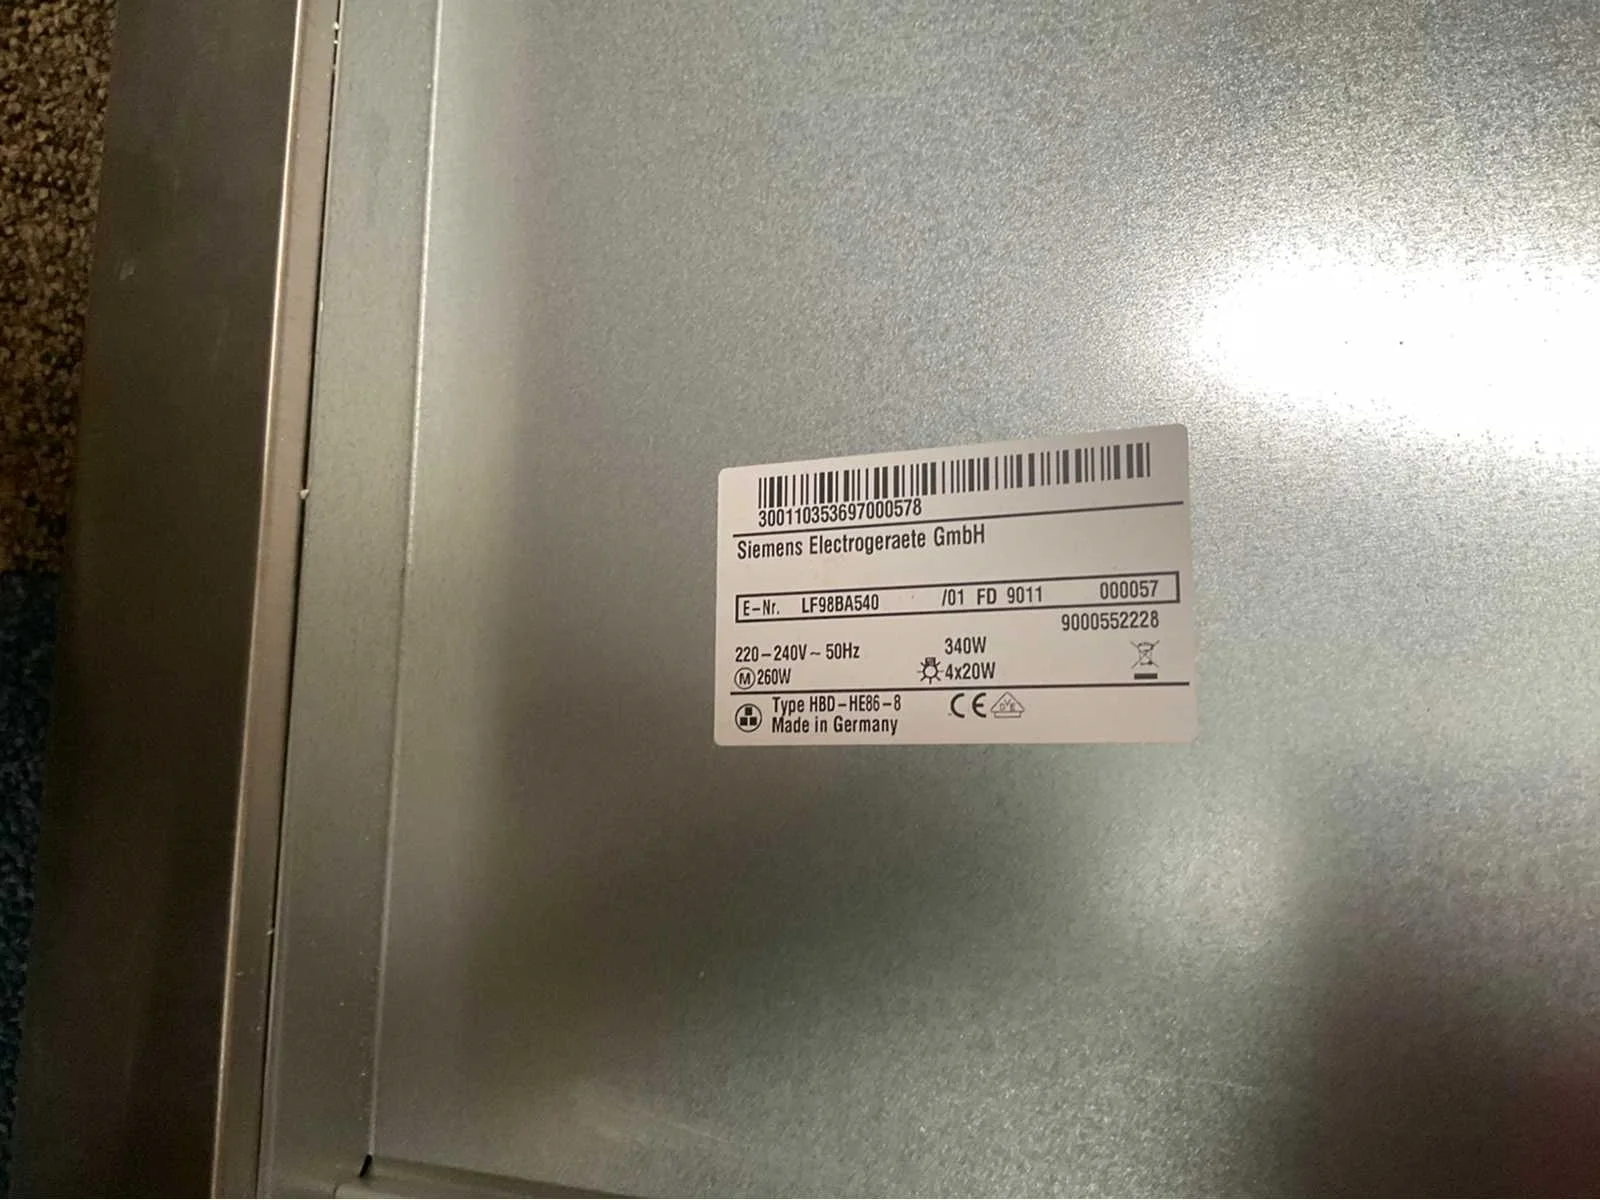 300110353697000578
Siemens Electrogeraete GmbH
E-Nr. LF98BA540 /01 FD 9011 000057
9000552228
220-240V~ 50Hz 340W
M 260W 4x20W
Type HBD-HE86-8 CE DVE
Made in Germany